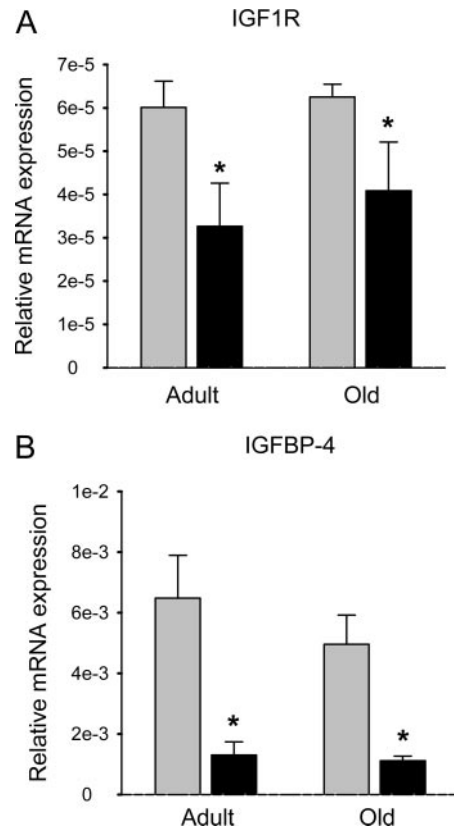 A
IGF1R
Relative mRNA expression
7e-5
6e-5
5e-5
4e-5
3e-5
2e-5
1e-5
0
*
*
Adult
Old
B
IGFBP-4
Relative mRNA expression
1e-2
8e-3
6e-3
4e-3
2e-3
0
*
*
Adult
Old